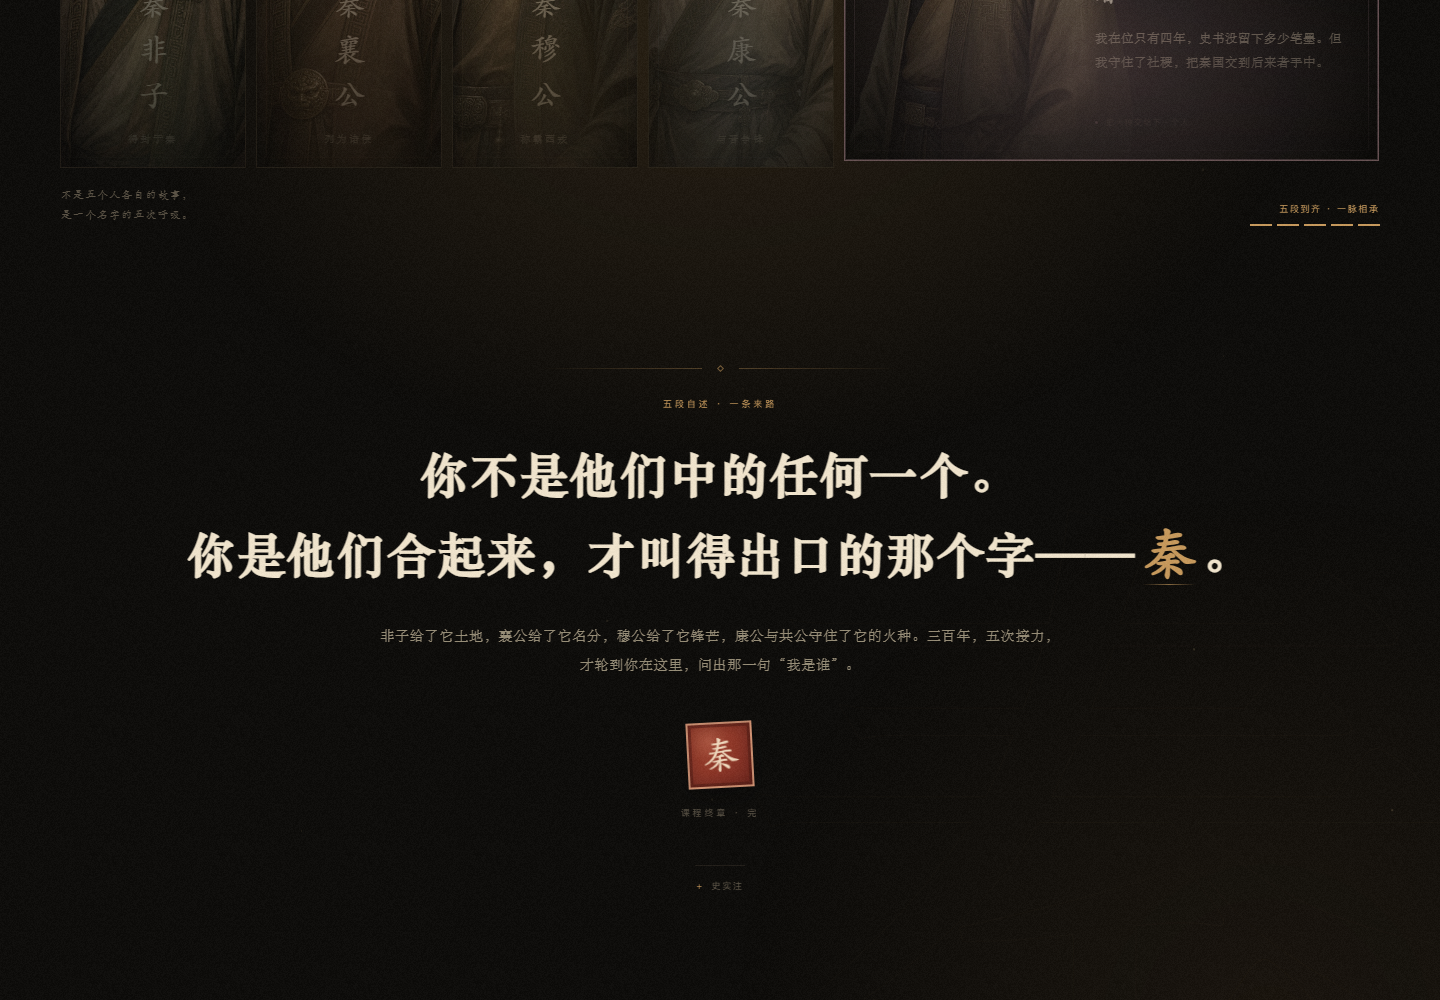 秦
非
子
秦
襄
公
秦
穆
公
秦
康
公
我在位只有四年，史书没留下多少笔墨。但
我守住了社稷，把秦国交到后来者手中。
不是五个人各自的故事，
是一个名字的五次呼吸。
五段到齐 · 一脉相承
五段自述 · 一条来路
你不是他们中的任何一个。
你是他们合起来，才叫得出口的那个字——秦。
非子给了它土地，襄公给了它名分，穆公给了它锋芒，康公与共公守住了它的火种。三百年，五次接力，
才轮到你在这里，问出那一句“我是谁”。
秦
课程终章 · 完
+ 史实注